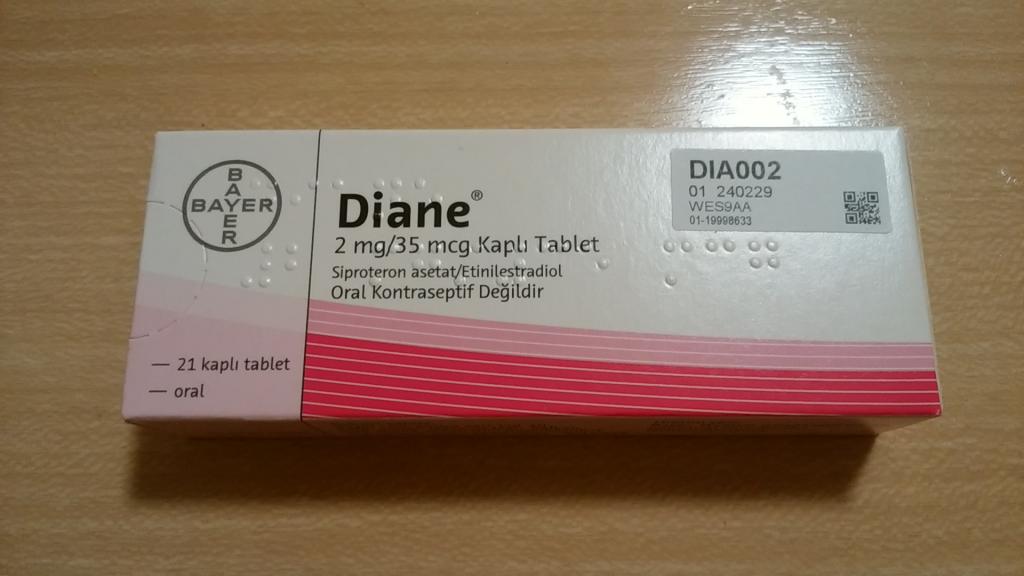 BAYER
BAYER
Diane®
2 mg/35 mcg Kaplı Tablet
Siproteron asetat/Etinilestradiol
Oral Kontraseptif Değildir
21 kaplı tablet
oral
DIA002
01 240229
WES9AA
01-19998633